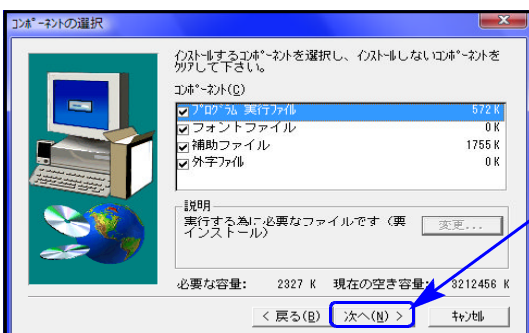 コンポーネントの選択
インストールするコンポーネントを選択し、インストールしないコンポーネントを
クリアして下さい。
コンポーネント(C)
プログラム 実行ファイル 572 K
フォントファイル 0 K
補助ファイル 1755 K
外字ファイル 0 K
説明
実行する為に必要なファイルです（要
インストール）
変更...
必要な容量: 2327 K 現在の空き容量: 3212456 K
< 戻る(B) 次へ(N) > キャンセル